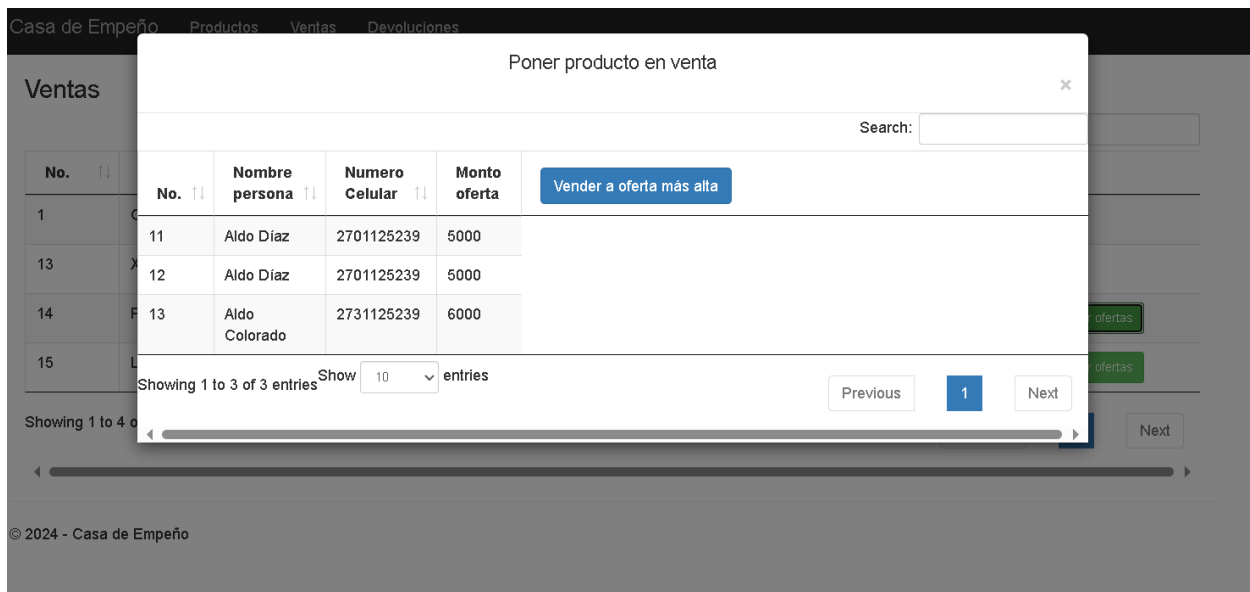 Casa de Empeño Productos Ventas Devoluciones
Poner producto en venta
×
Ventas
Search:
No. Nombre persona Numero Celular Monto oferta Vender a oferta más alta
11 Aldo Díaz 2701125239 5000
12 Aldo Díaz 2701125239 5000
13 Aldo Colorado 2731125239 6000
Showing 1 to 3 of 3 entries Show 10 entries
Previous 1 Next
No.
1
13
14 ofertas
15 ofertas
Showing 1 to 4
Next
© 2024 - Casa de Empeño